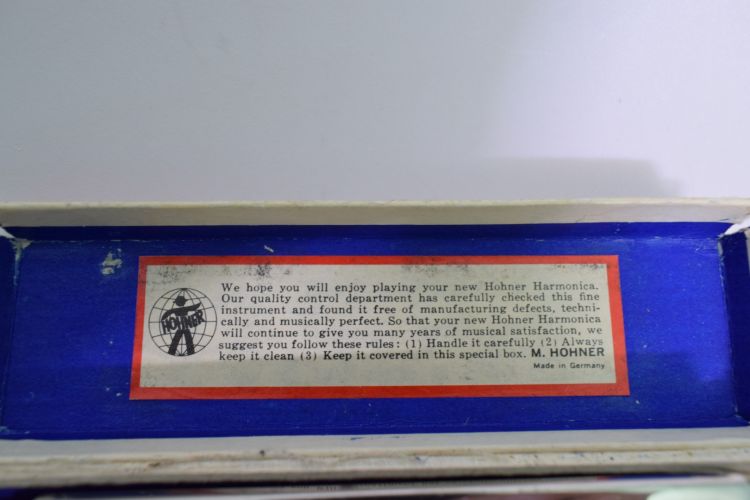 HOHNER
We hope you will enjoy playing your new Hohner Harmonica.
Our quality control department has carefully checked this fine
instrument and found it free of manufacturing defects, techni-
cally and musically perfect. So that your new Hohner Harmonica
will continue to give you many years of musical satisfaction, we
suggest you follow these rules: (1) Handle it carefully (2) Always
keep it clean (3) Keep it covered in this special box. M. HOHNER
Made in Germany